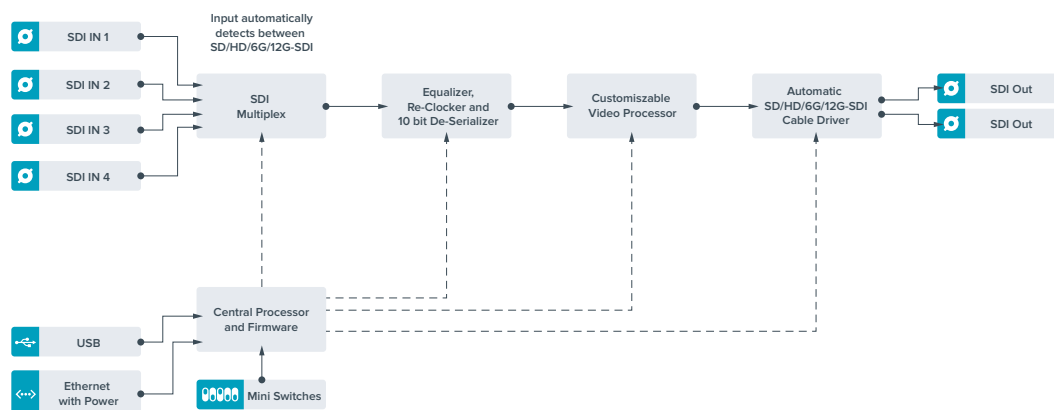 Input automatically
detects between
SD/HD/6G/12G-SDI
SDI IN 1
SDI IN 2
SDI IN 3
SDI IN 4
SDI
Multiplex
Equalizer,
Re-Clocker and
10 bit De-Serializer
Customiszable
Video Processor
Automatic
SD/HD/6G/12G-SDI
Cable Driver
SDI Out
SDI Out
Central Processor
and Firmware
USB
Ethernet
with Power
Mini Switches